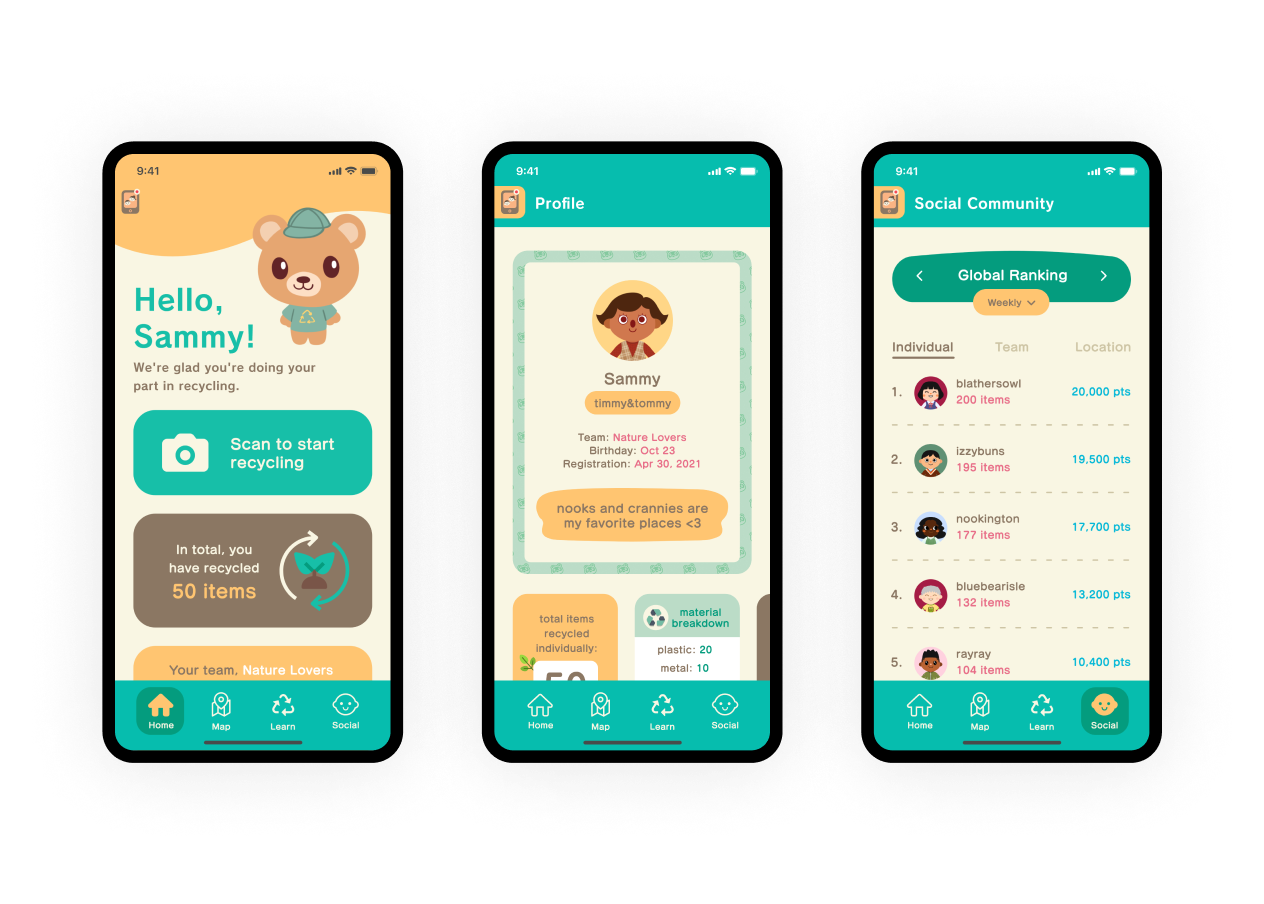 9:41
Hello,
Sammy!
We're glad you're doing your
part in recycling.
Scan to start
recycling
In total, you
have recycled
50 items
Your team, Nature Lovers
Home
Map
Learn
Social
9:41
Profile
Sammy
timmy&tommy
Team: Nature Lovers
Birthday: Oct 23
Registration: Apr 30, 2021
nooks and crannies are
my favorite places <3
total items
recycled
individually:
50
material
breakdown
plastic: 20
metal: 10
Home
Map
Learn
Social
9:41
Social Community
Global Ranking
Weekly
Individual
Team
Location
1. blathersowl 20,000 pts
200 items
2. izzybuns 19,500 pts
195 items
3. nookington 17,700 pts
177 items
4. bluebearisle 13,200 pts
132 items
5. rayray 10,400 pts
104 items
Home
Map
Learn
Social